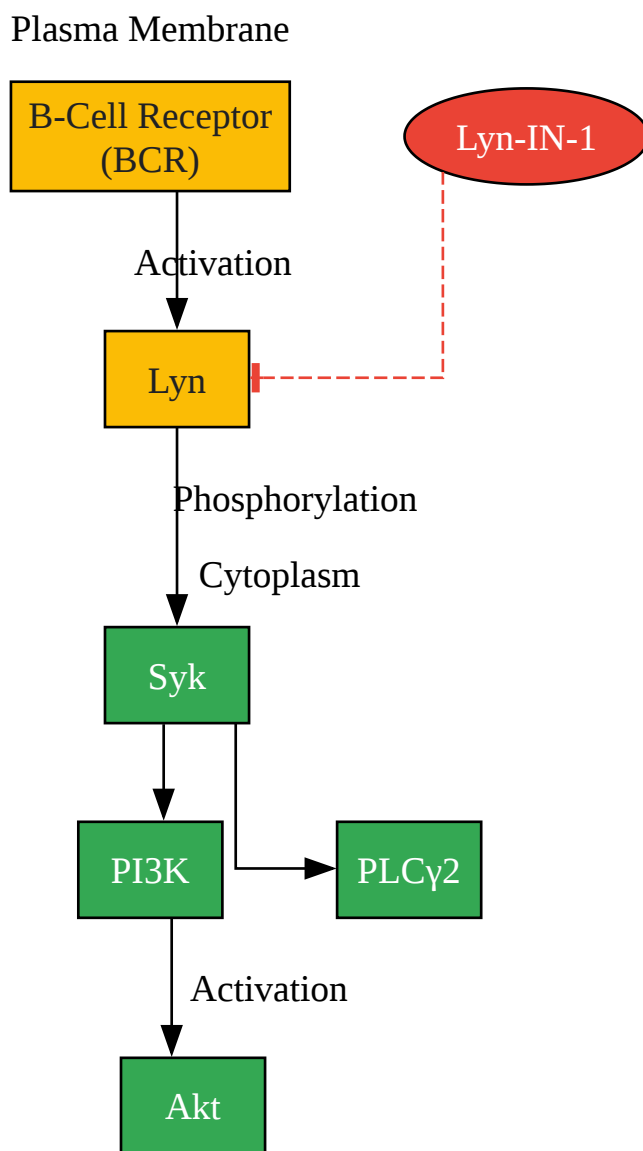 Plasma Membrane
B-Cell Receptor
(BCR)
Lyn-IN-1
Activation
Lyn
Phosphorylation
Cytoplasm
Syk
PI3K
PLCγ2
Activation
Akt